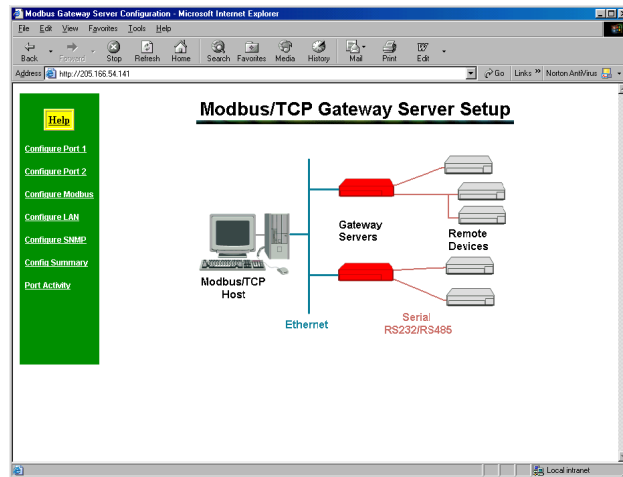 Modbus Gateway Server Configuration - Microsoft Internet Explorer
File Edit View Favorites Tools Help
Back Forward Stop Refresh Home Search Favorites Media History Mail Print Edit
Address http://205.166.54.141 Go Links » Norton AntiVirus
Modbus/TCP Gateway Server Setup
Help
Configure Port 1
Configure Port 2
Configure Modbus
Configure LAN
Configure SNMP
Config Summary
Port Activity
Gateway
Servers
Remote
Devices
Modbus/TCP
Host
Ethernet
Serial
RS232/RS485
Local intranet